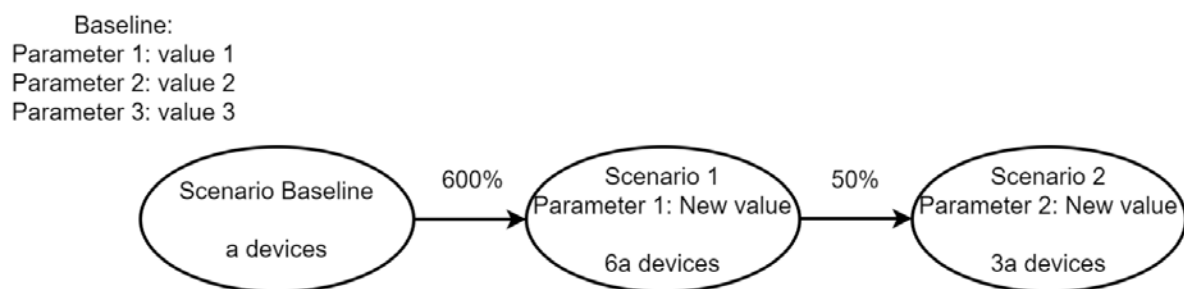 Baseline:
Parameter 1: value 1
Parameter 2: value 2
Parameter 3: value 3
Scenario Baseline
a devices
600%
Scenario 1
Parameter 1: New value
6a devices
50%
Scenario 2
Parameter 2: New value
3a devices